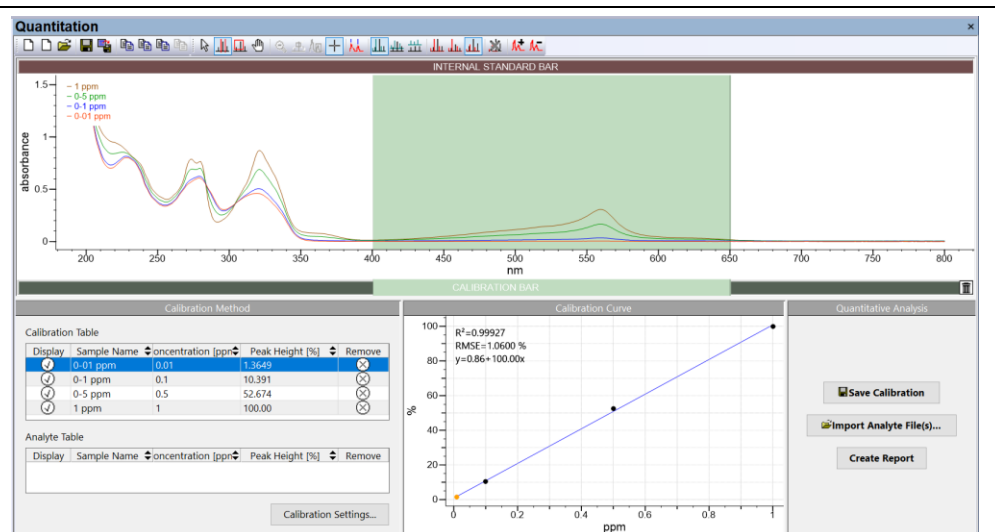 Quantitation
×
INTERNAL STANDARD BAR
1.5
1
0.5
0
absorbance
– 1 ppm
– 0-5 ppm
– 0-1 ppm
– 0-01 ppm
200 250 300 350 400 450 500 550 600 650 700 750 800
nm
CALIBRATION BAR
Calibration Method
Calibration Table
Display Sample Name oncentration [ppn Peak Height [%] Remove
0-01 ppm 0.01 1.3649
0-1 ppm 0.1 10.391
0-5 ppm 0.5 52.674
1 ppm 1 100.00
Analyte Table
Display Sample Name oncentration [ppn Peak Height [%] Remove
Calibration Settings...
Calibration Curve
R²=0.99927
RMSE=1.0600 %
y=0.86+100.00x
100
80
60
40
20
0
%
0 0.2 0.4 0.6 0.8 1
ppm
Quantitative Analysis
Save Calibration
Import Analyte File(s)...
Create Report